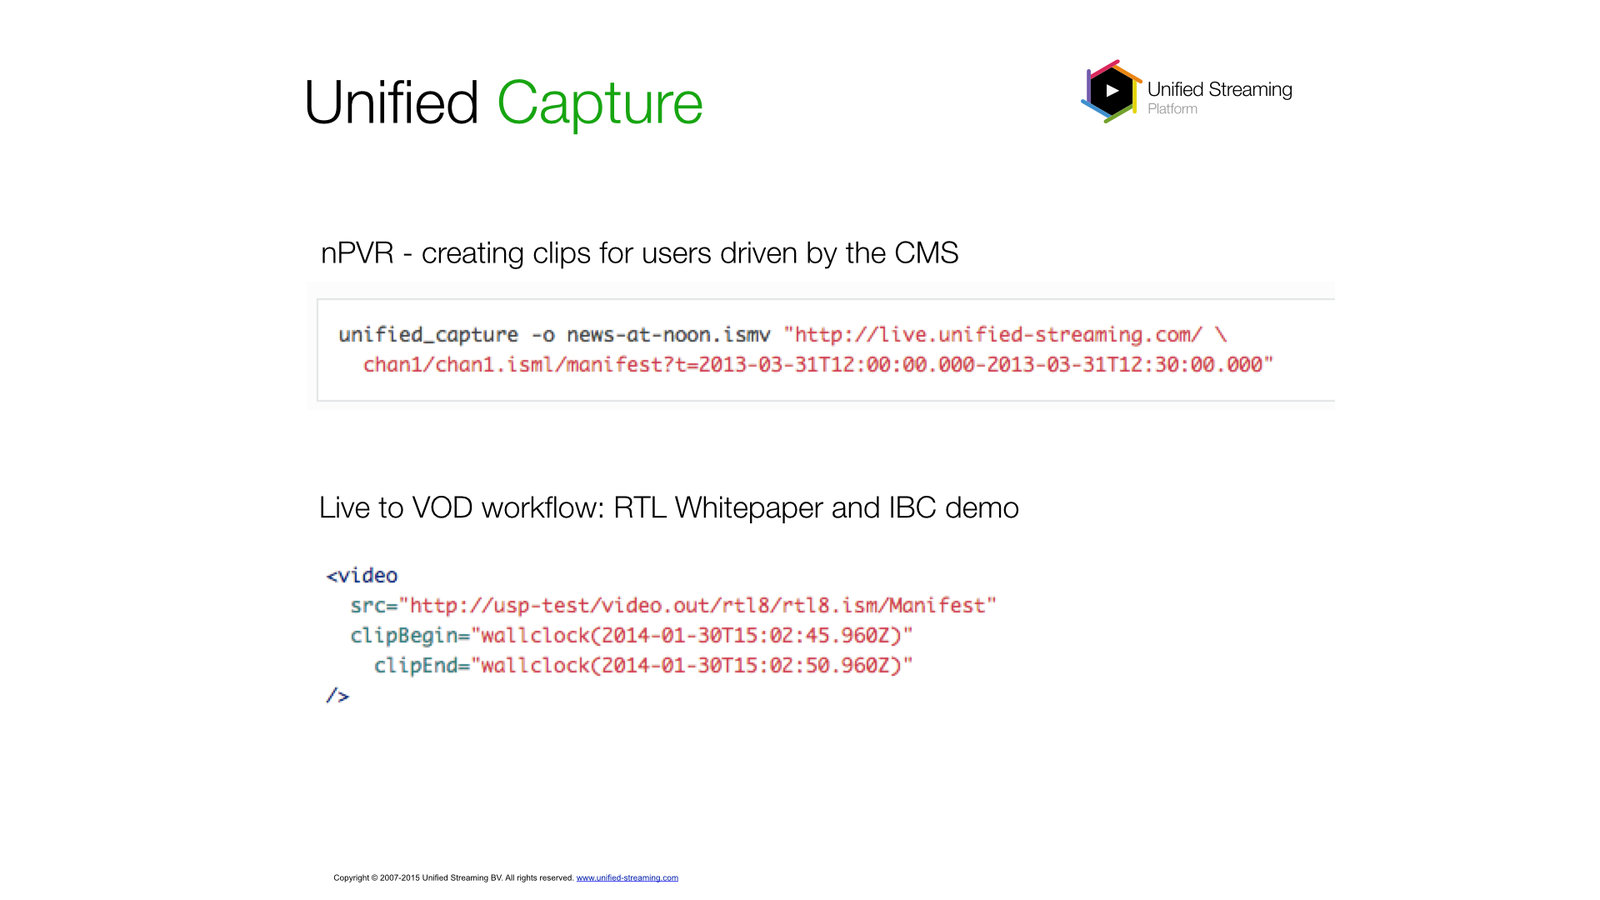 Unified Capture
Unified Streaming
Platform
nPVR - creating clips for users driven by the CMS
unified_capture -o news-at-noon.ismv "http://live.unified-streaming.com/ \
chan1/chan1.isml/manifest?t=2013-03-31T12:00:00.000-2013-03-31T12:30:00.000"
Live to VOD workflow: RTL Whitepaper and IBC demo
<video
src="http://usp-test/video.out/rtl8/rtl8.ism/Manifest"
clipBegin="wallclock(2014-01-30T15:02:45.960Z)"
clipEnd="wallclock(2014-01-30T15:02:50.960Z)"
/>
Copyright © 2007-2015 Unified Streaming BV. All rights reserved. www.unified-streaming.com